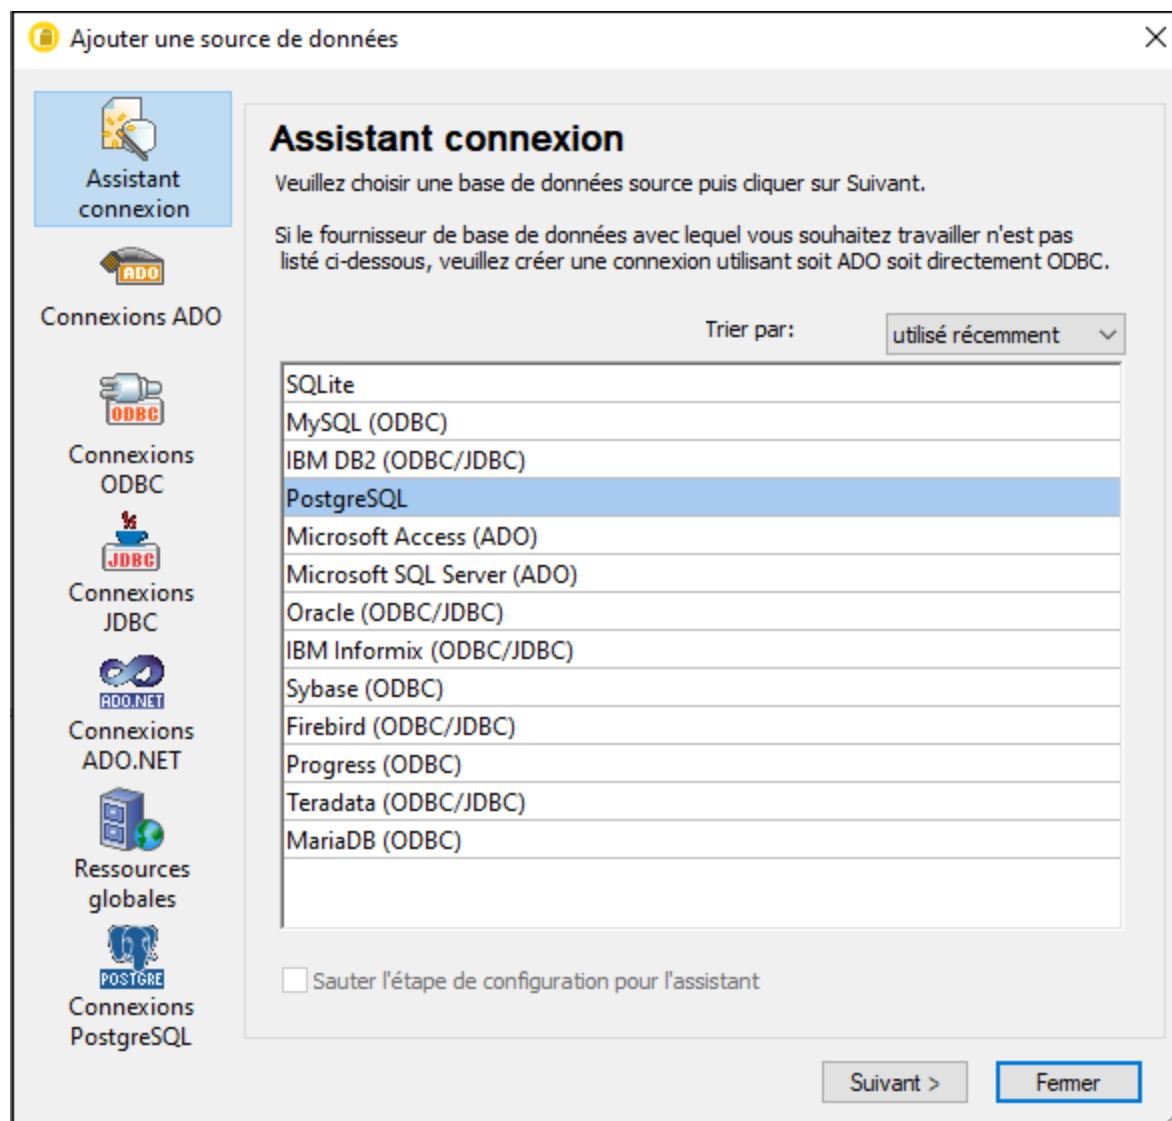 Ajouter une source de données
Assistant
connexion
ADO
Connexions ADO
ODBC
Connexions
ODBC
JDBC
Connexions
JDBC
ADO.NET
Connexions
ADO.NET
Ressources
globales
POSTGRE
Connexions
PostgreSQL
Assistant connexion
Veuillez choisir une base de données source puis cliquer sur Suivant.
Si le fournisseur de base de données avec lequel vous souhaitez travailler n'est pas
listé ci-dessous, veuillez créer une connexion utilisant soit ADO soit directement ODBC.
Trier par:
utilisé récemment
SQLite
MySQL (ODBC)
IBM DB2 (ODBC/JDBC)
PostgreSQL
Microsoft Access (ADO)
Microsoft SQL Server (ADO)
Oracle (ODBC/JDBC)
IBM Informix (ODBC/JDBC)
Sybase (ODBC)
Firebird (ODBC/JDBC)
Progress (ODBC)
Teradata (ODBC/JDBC)
MariaDB (ODBC)
Sauter l'étape de configuration pour l'assistant
Suivant >
Fermer